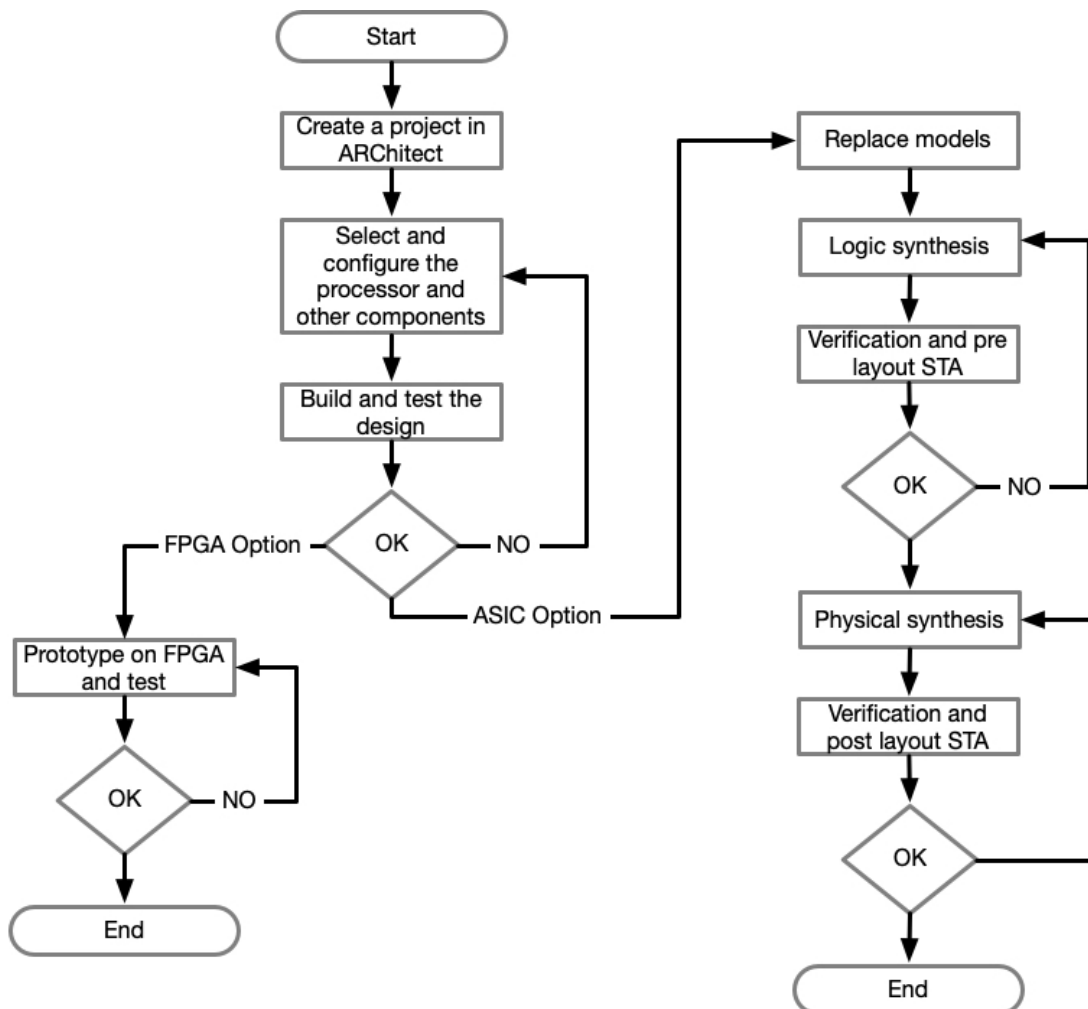 Start
Create a project in
ARChitect
Select and
configure the
processor and
other components
Build and test the
design
OK
NO
FPGA Option
ASIC Option
Prototype on FPGA
and test
OK
NO
End
Replace models
Logic synthesis
Verification and pre
layout STA
OK
NO
Physical synthesis
Verification and
post layout STA
OK
End